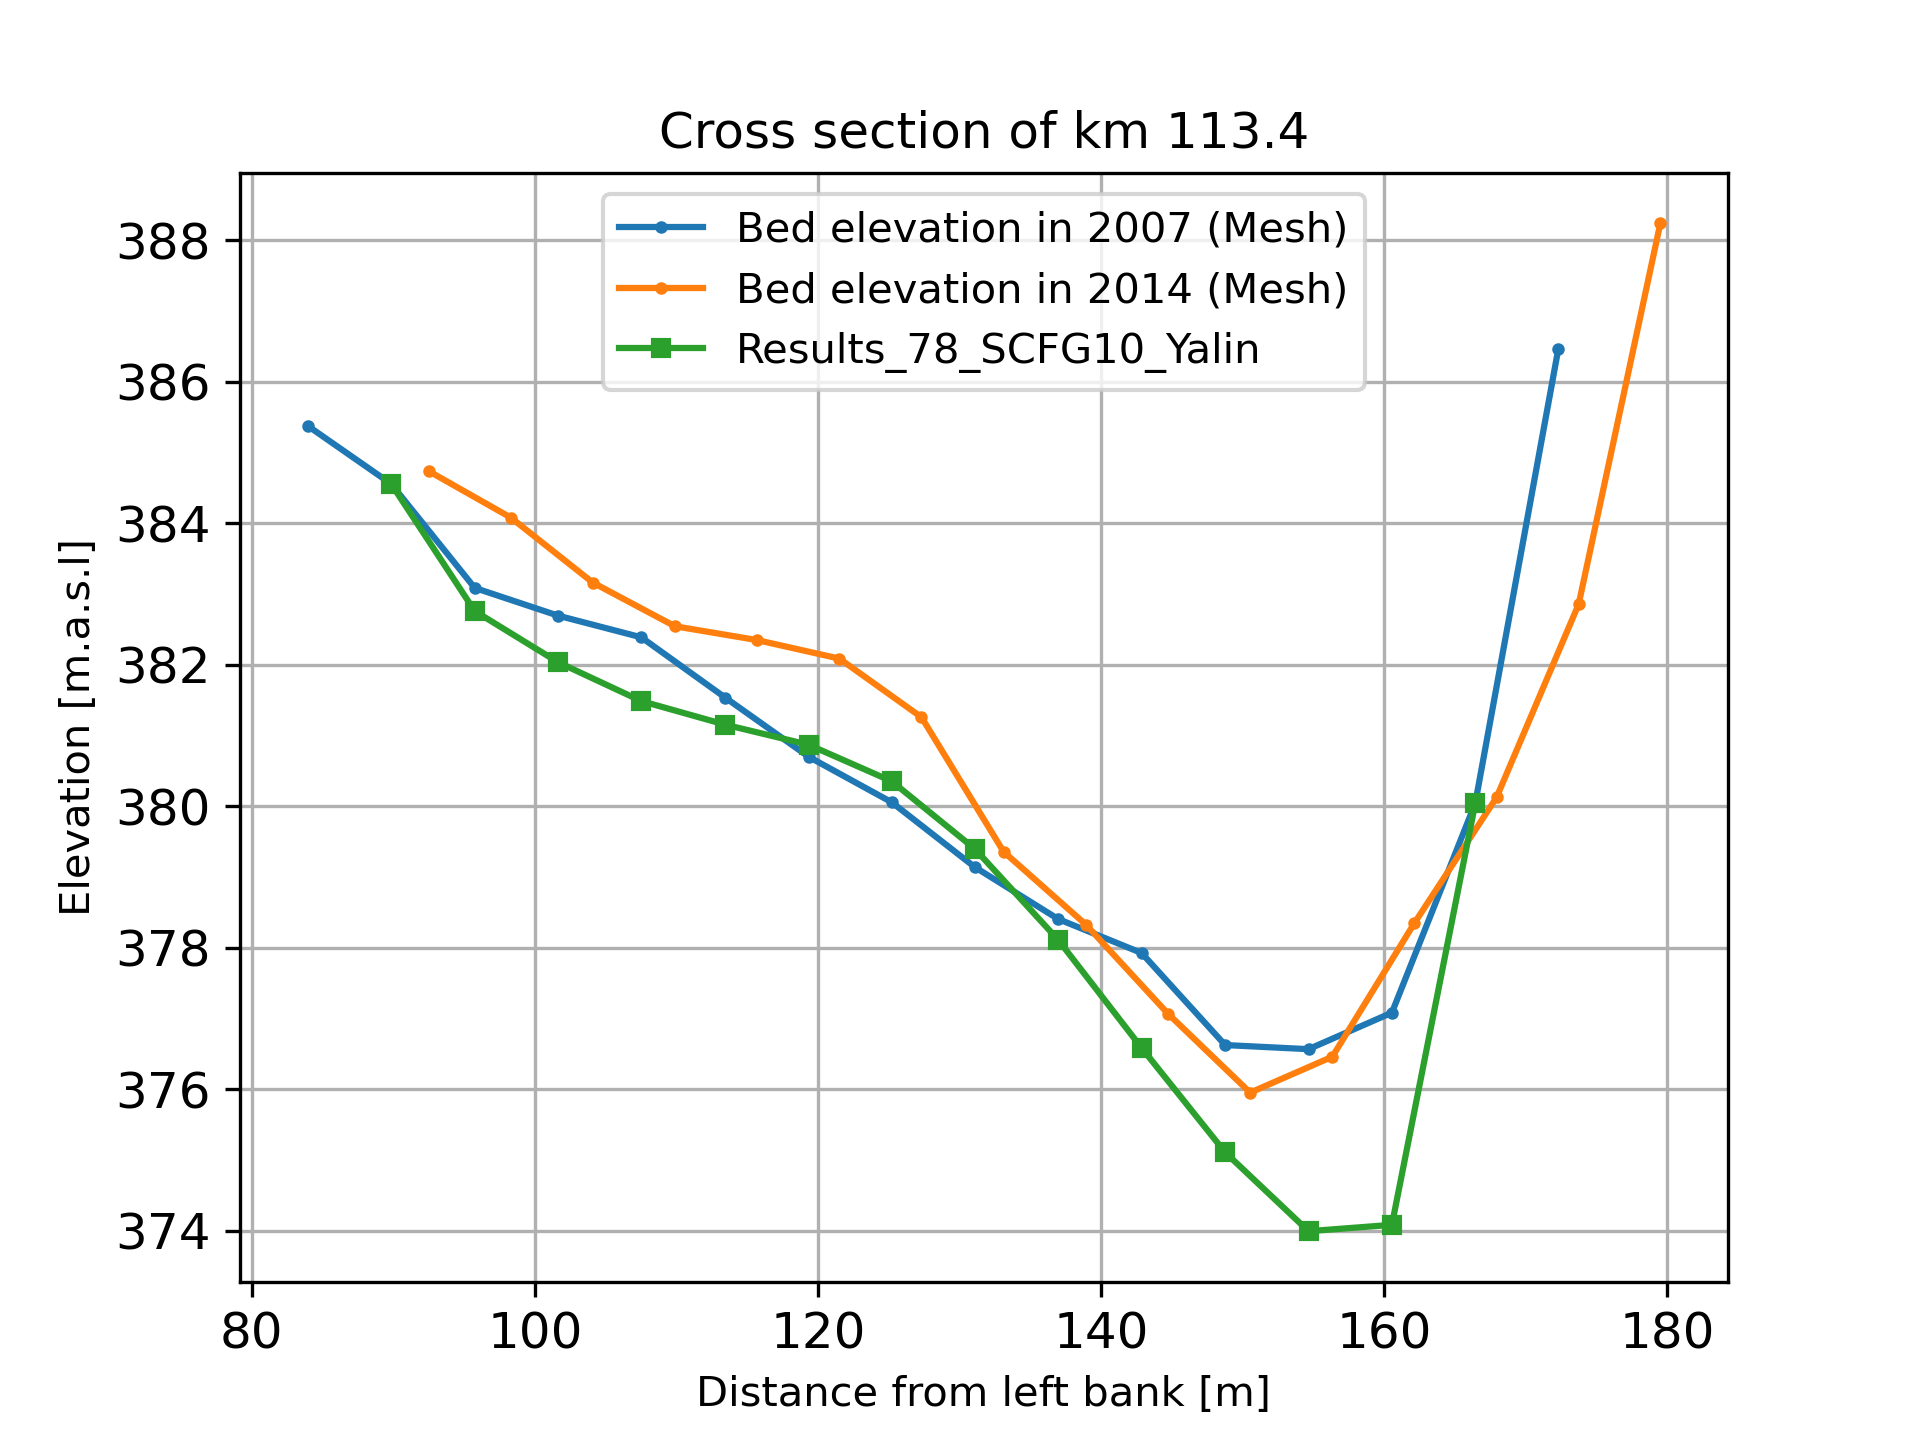 Cross section of km 113.4
Bed elevation in 2007 (Mesh)
Bed elevation in 2014 (Mesh)
Results_78_SCFG10_Yalin
Elevation [m.a.s.l]
388
386
384
382
380
378
376
374
80 100 120 140 160 180
Distance from left bank [m]